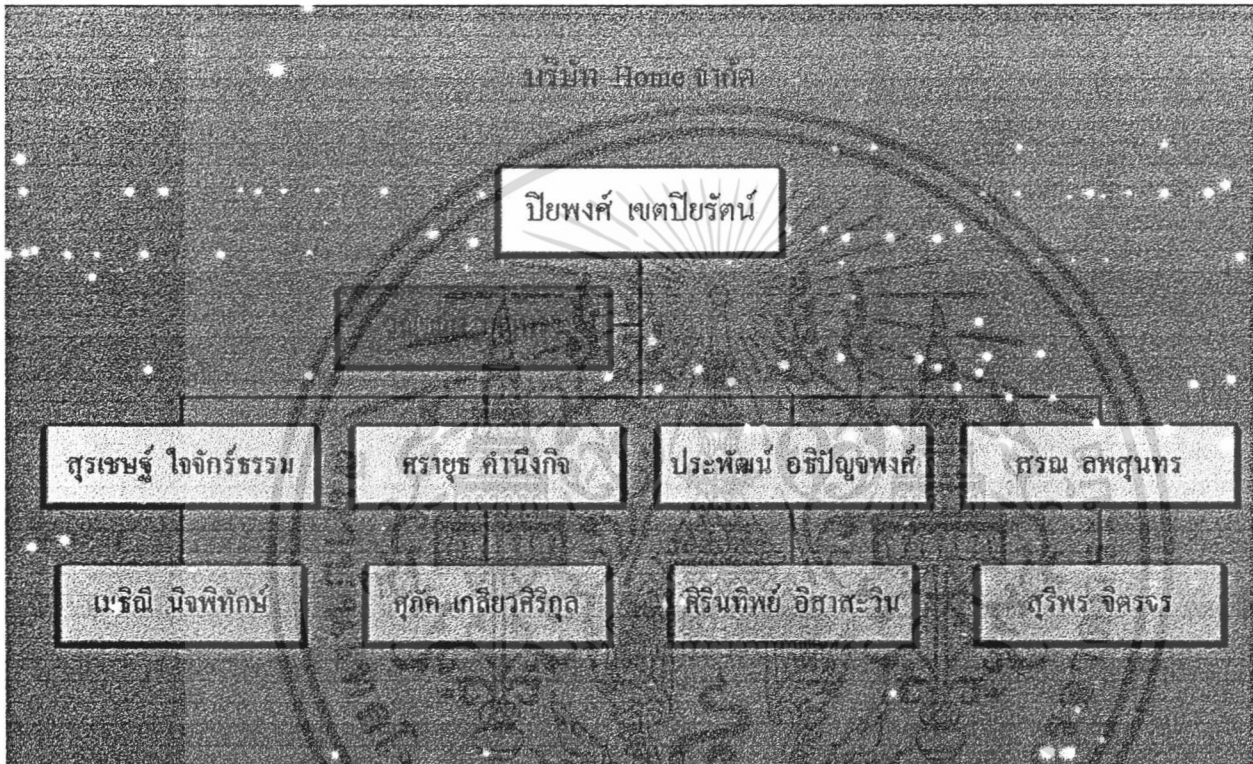 บริษัท Home จำกัด
ปิยพงศ์ เขตปิยรัตน์
สุรเชษฐ์ ใจจักร์ธรรม
ศรายุธ คำนึงกิจ
ประพัฒน์ อธิปัญจพงศ์
สรณ ลพสุนทร
เมธิณี นิจพิทักษ์
ศุภัค เกลียวศิริกุล
ศิรินทิพย์ อิสาสะวิน
สุรีพร จิตรจร